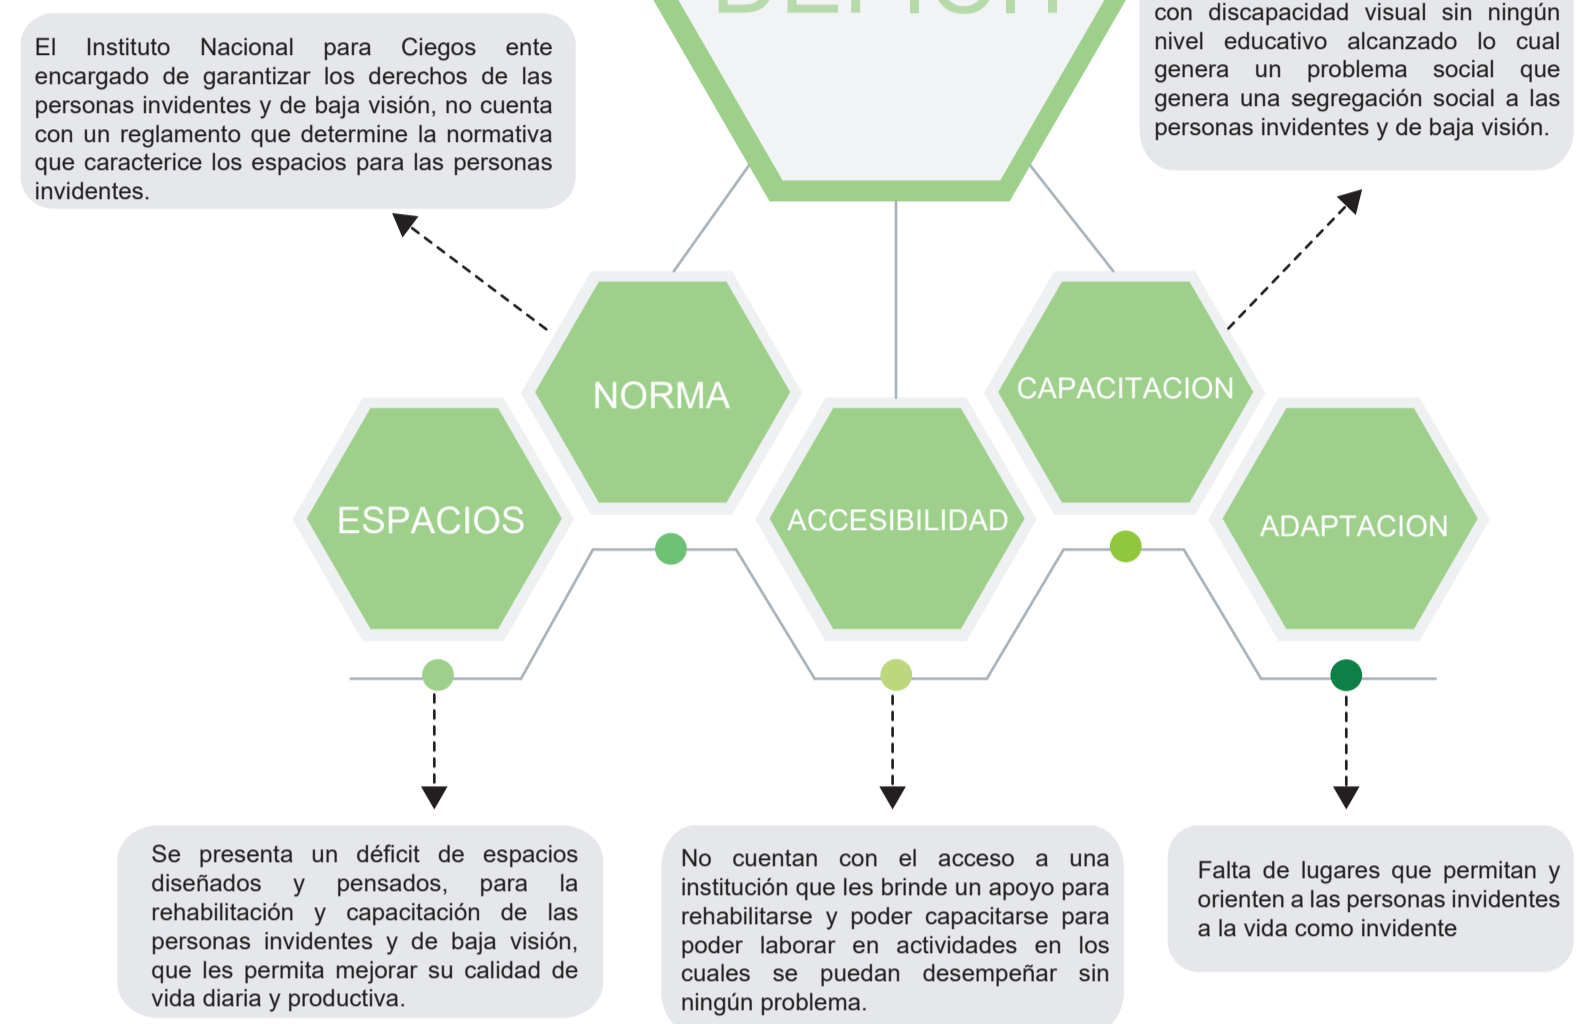 DEFICIT
El Instituto Nacional para Ciegos ente
encargado de garantizar los derechos de las
personas invidentes y de baja visión, no cuenta
con un reglamento que determine la normativa
que caracterice los espacios para las personas
invidentes.
con discapacidad visual sin ningún
nivel educativo alcanzado lo cual
genera un problema social que
genera una segregación social a las
personas invidentes y de baja visión.
NORMA
CAPACITACION
ESPACIOS
ACCESIBILIDAD
ADAPTACION
Se presenta un déficit de espacios
diseñados y pensados, para la
rehabilitación y capacitación de las
personas invidentes y de baja visión,
que les permita mejorar su calidad de
vida diaria y productiva.
No cuentan con el acceso a una
institución que les brinde un apoyo para
rehabilitarse y poder capacitarse para
poder laborar en actividades en los
cuales se puedan desempeñar sin
ningún problema.
Falta de lugares que permitan y
orienten a las personas invidentes
a la vida como invidente